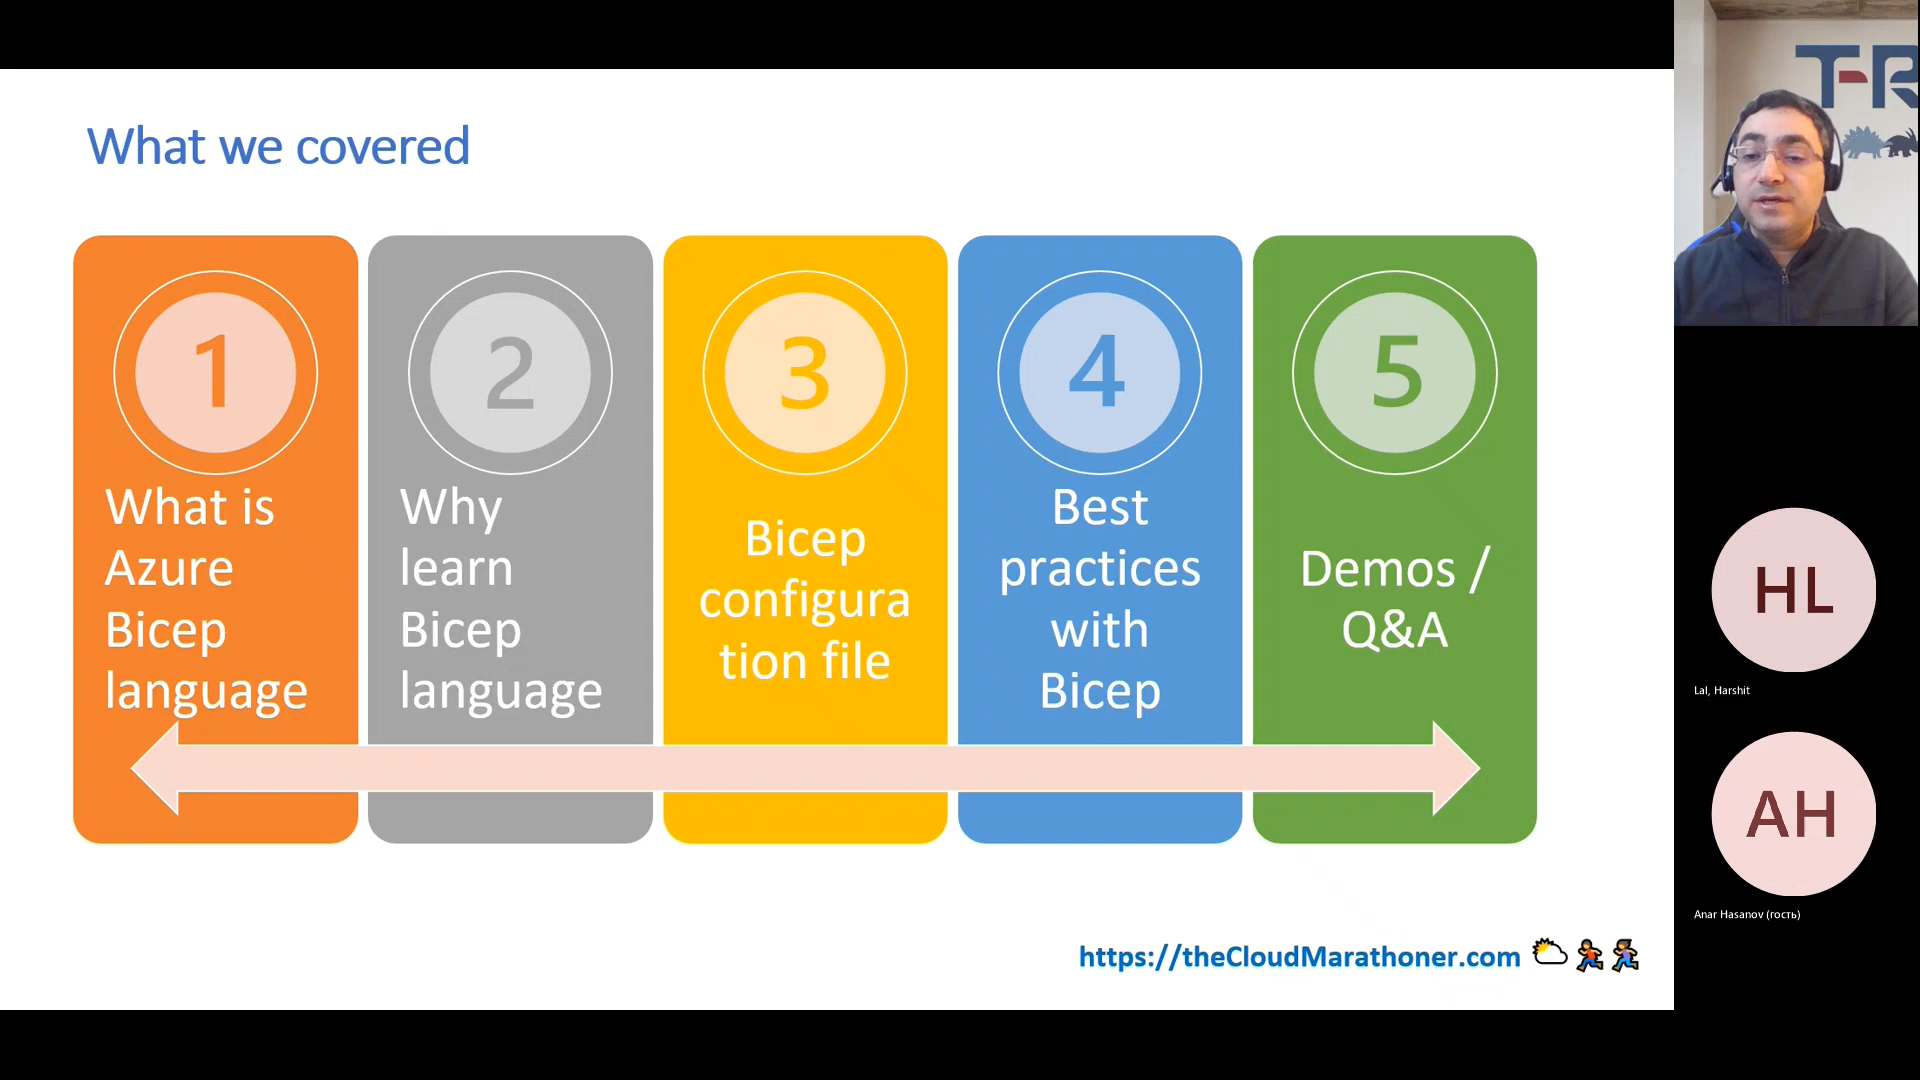 What we covered
1
What is
Azure
Bicep
language
2
Why
learn
Bicep
language
3
Bicep
configura
tion file
4
Best
practices
with
Bicep
5
Demos /
Q&A
https://theCloudMarathoner.com
T-R
HL
Lal, Harshit
AH
Anar Hasanov (гость)